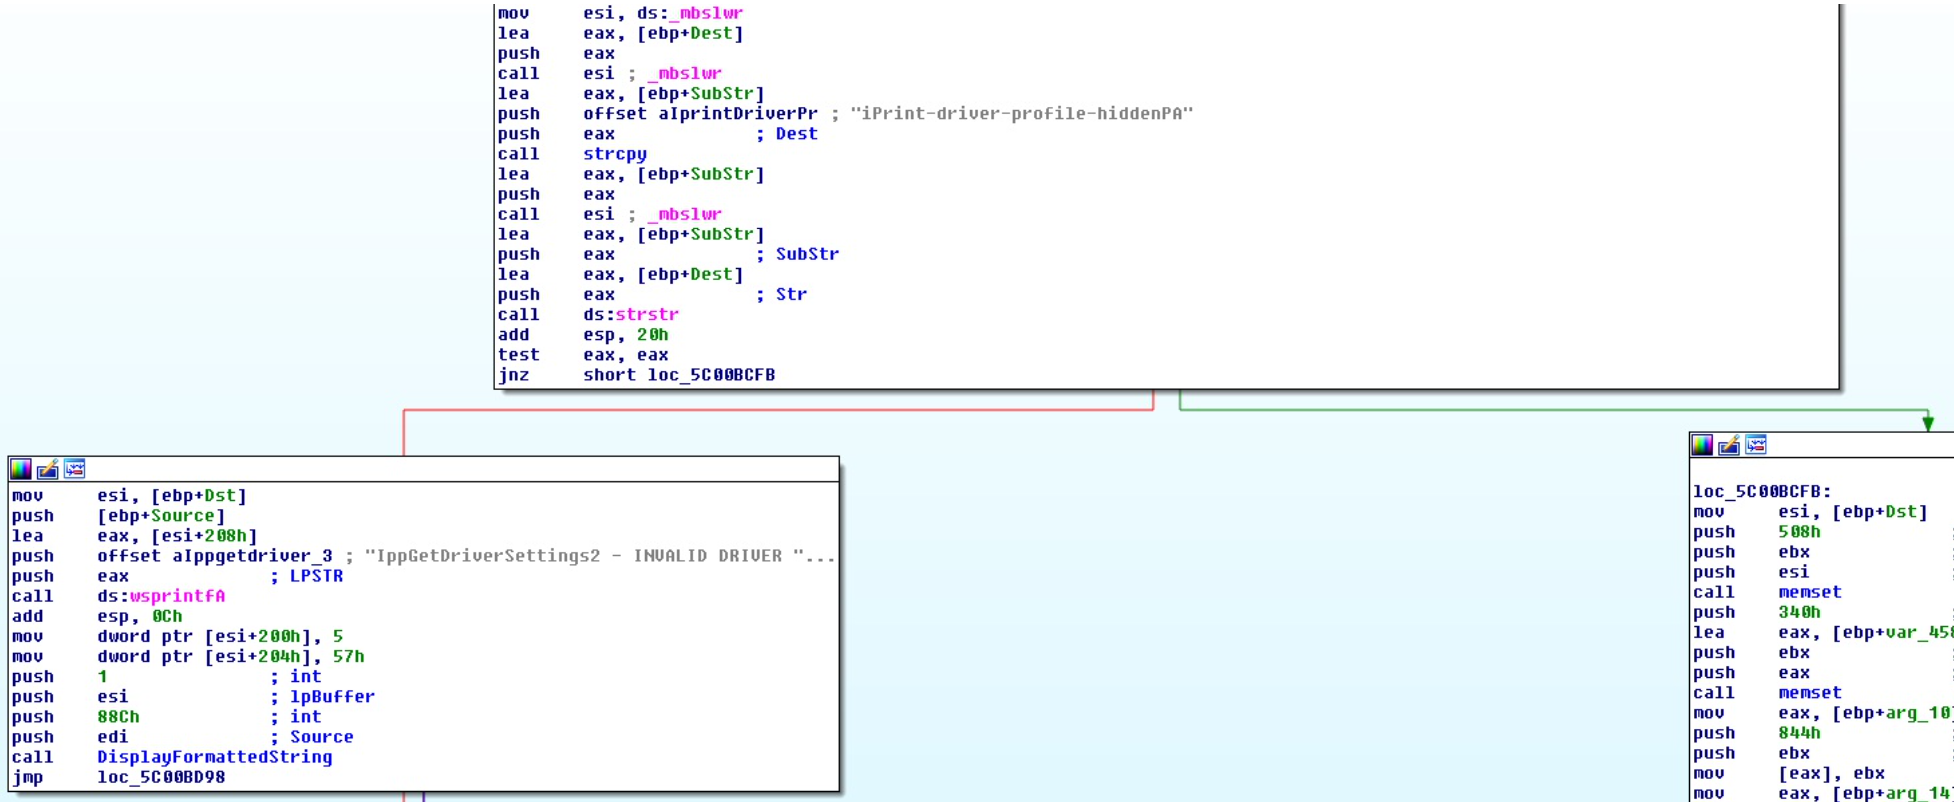 mov esi, ds:_mbslwr
lea eax, [ebp+Dest]
push eax
call esi ; _mbslwr
lea eax, [ebp+SubStr]
push offset aIprintDriverPr ; "iPrint-driver-profile-hiddenPA"
push eax ; Dest
call strcpy
lea eax, [ebp+SubStr]
push eax
call esi ; _mbslwr
lea eax, [ebp+SubStr]
push eax ; SubStr
lea eax, [ebp+Dest]
push eax ; Str
call ds:strstr
add esp, 20h
test eax, eax
jnz short loc_5C00BCFB
mov esi, [ebp+Dst]
push [ebp+Source]
lea eax, [esi+208h]
push offset aIppgetdriver_3 ; "IppGetDriverSettings2 - INVALID DRIVER "...
push eax ; LPSTR
call ds:wsprintfA
add esp, 0Ch
mov dword ptr [esi+200h], 5
mov dword ptr [esi+204h], 57h
push 1 ; int
push esi ; lpBuffer
push 88Ch ; int
push edi ; Source
call DisplayFormattedString
jmp loc_5C00BD98
loc_5C00BCFB:
mov esi, [ebp+Dst]
push 508h
push ebx
push esi
call memset
push 340h
lea eax, [ebp+var_458
push ebx
push eax
call memset
mov eax, [ebp+arg_10]
push 844h
push ebx
mov [eax], ebx
mov eax, [ebp+arg_14]